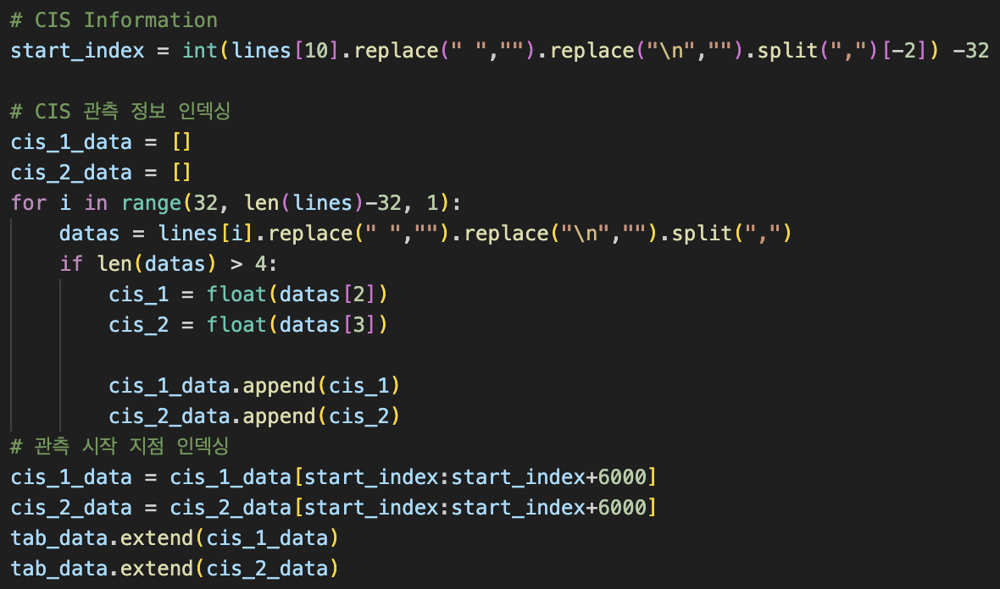 # CIS Information
start_index = int(lines[10].replace(" ","").replace("\n","").split(",")[-2]) -32

# CIS 관측 정보 인덱싱
cis_1_data = []
cis_2_data = []
for i in range(32, len(lines)-32, 1):
    datas = lines[i].replace(" ","").replace("\n","").split(",")
    if len(datas) > 4:
        cis_1 = float(datas[2])
        cis_2 = float(datas[3])

        cis_1_data.append(cis_1)
        cis_2_data.append(cis_2)
# 관측 시작 지점 인덱싱
cis_1_data = cis_1_data[start_index:start_index+6000]
cis_2_data = cis_2_data[start_index:start_index+6000]
tab_data.extend(cis_1_data)
tab_data.extend(cis_2_data)